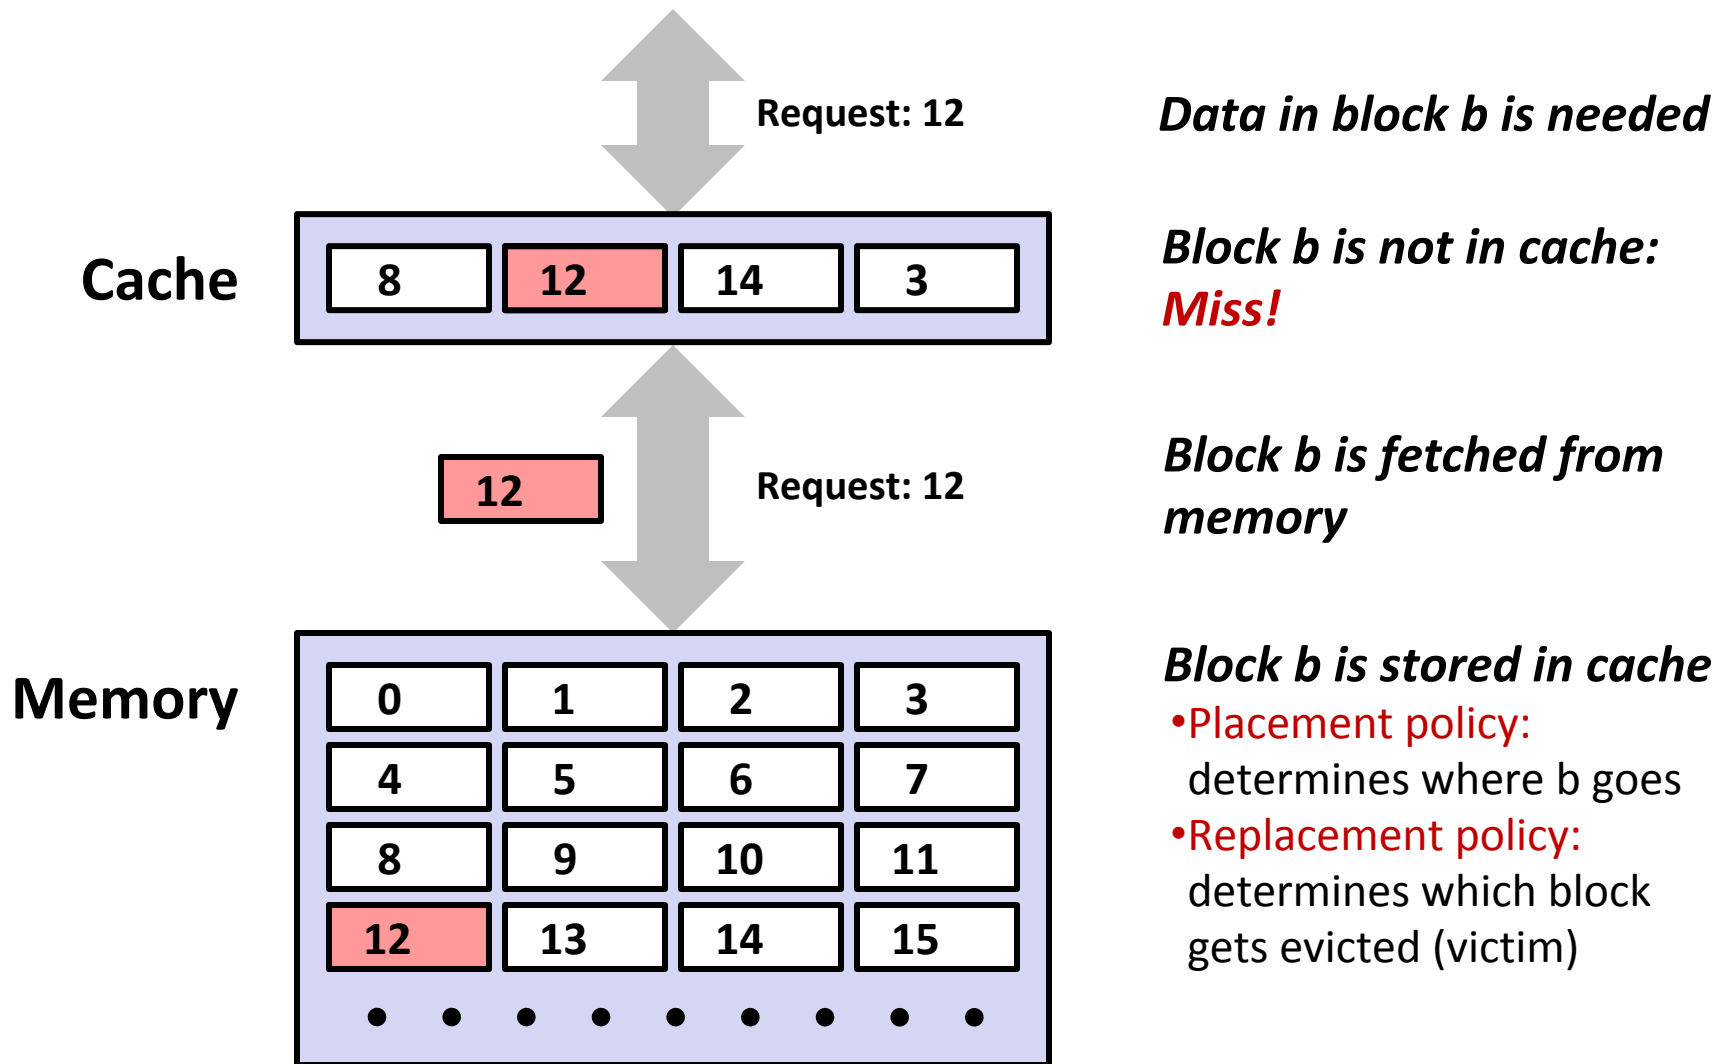 Request: 12
Data in block b is needed
Cache
8 12 14 3
Block b is not in cache:
Miss!
12
Request: 12
Block b is fetched from
memory
Memory
0 1 2 3
4 5 6 7
8 9 10 11
12 13 14 15
Block b is stored in cache
•Placement policy:
determines where b goes
•Replacement policy:
determines which block
gets evicted (victim)